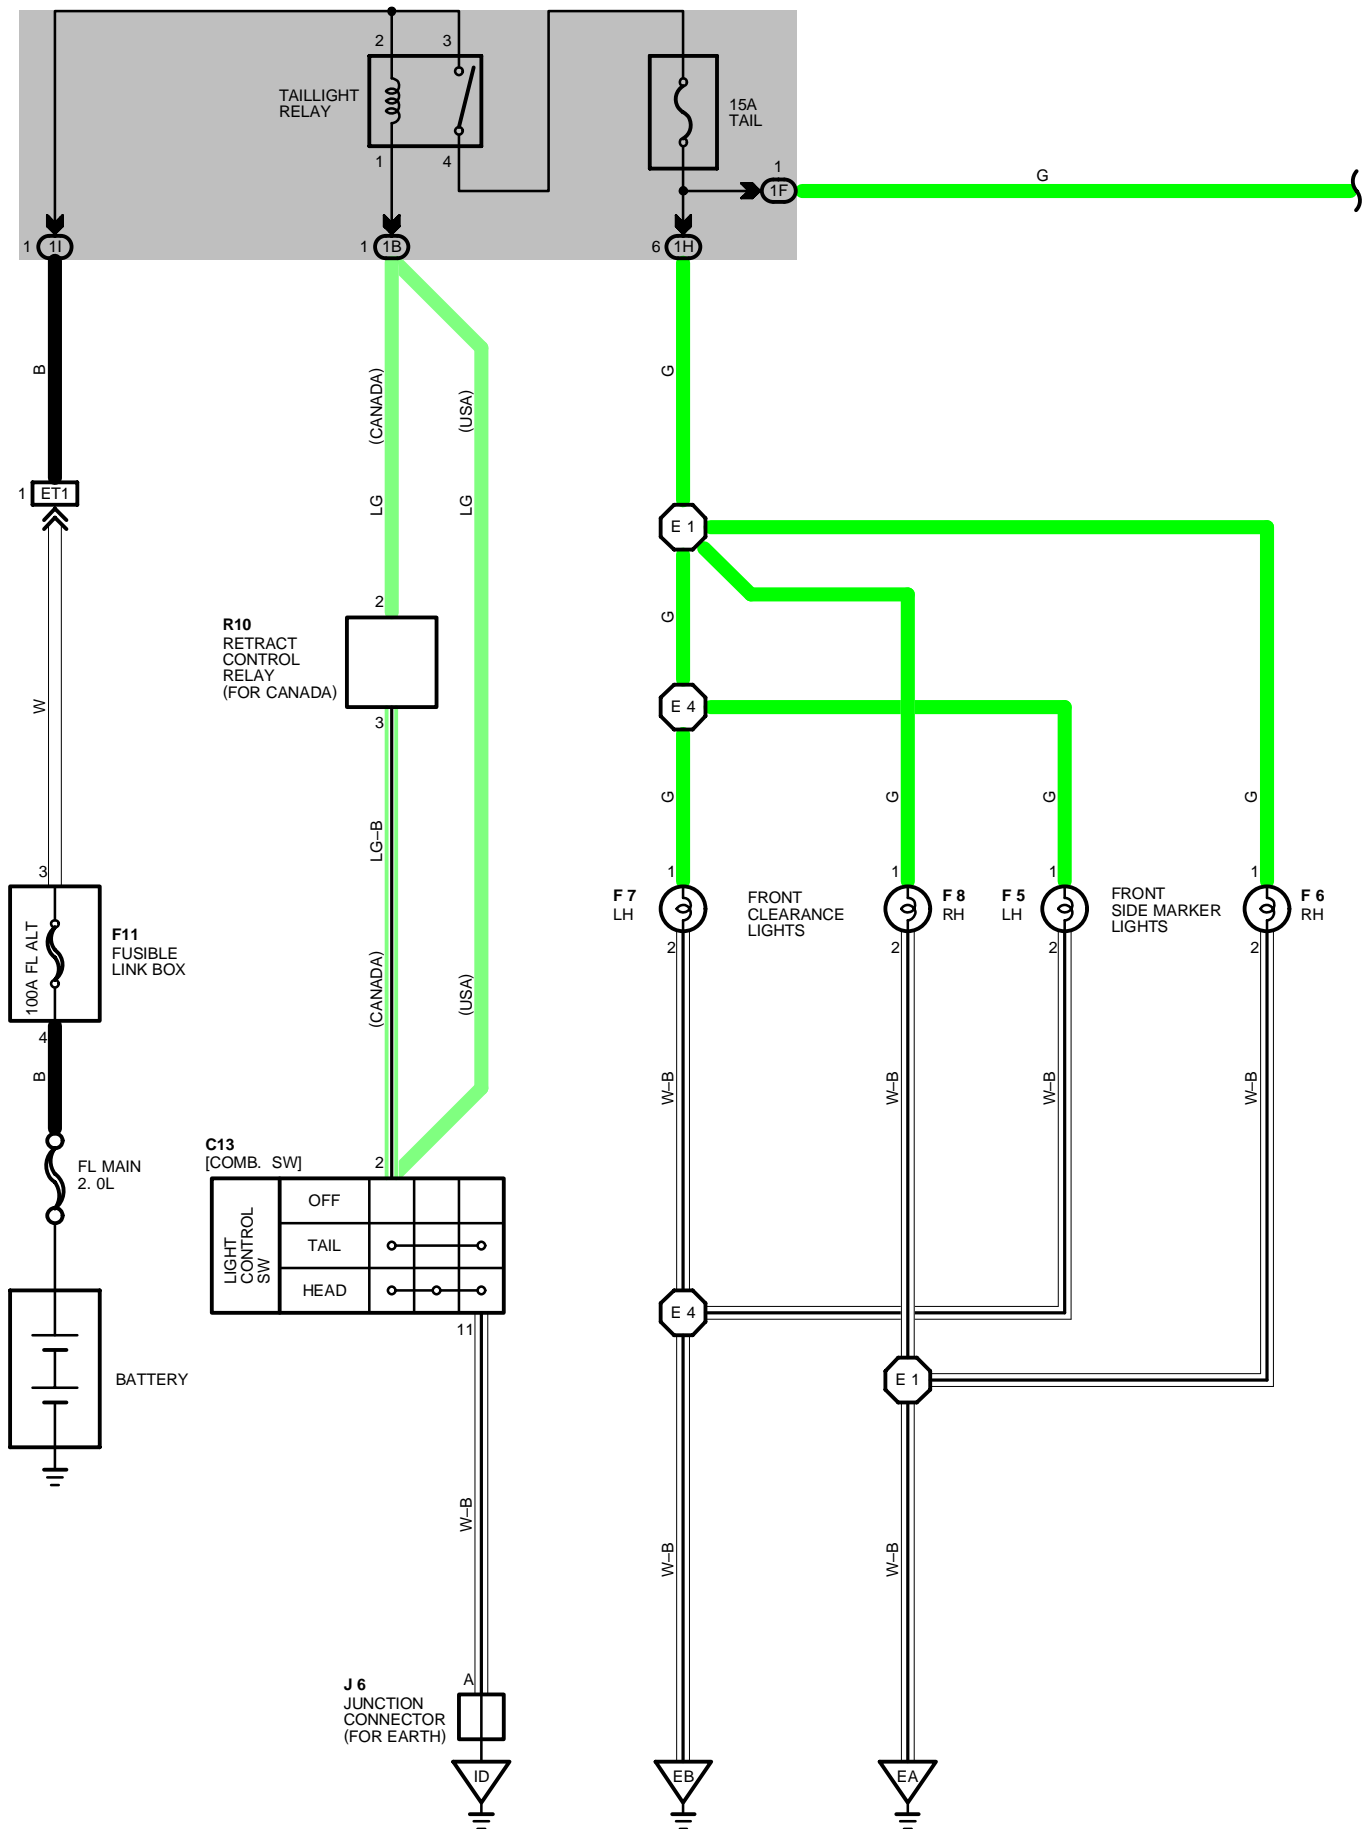 2
3
TAILLIGHT
RELAY
15A
TAIL
1
4
1
1F
G
1
1I
1
1B
6
1H
B
(CANADA)
(USA)
G
LG
LG
1
ET1
E 1
2
G
R10
RETRACT
CONTROL
RELAY
(FOR CANADA)
W
3
E 4
LG–B
G
G
G
G
3
1
1
1
1
100A FL ALT
F11
FUSIBLE
LINK BOX
F 7
LH
FRONT
CLEARANCE
LIGHTS
F 8
RH
F 5
LH
FRONT
SIDE MARKER
LIGHTS
F 6
RH
2
2
2
2
(CANADA)
(USA)
4
B
W–B
W–B
W–B
W–B
FL MAIN
2. 0L
C13
[COMB. SW]
2
LIGHT
CONTROL
SW
OFF
TAIL
HEAD
11
E 4
BATTERY
E 1
W–B
W–B
W–B
J 6
JUNCTION
CONNECTOR
(FOR EARTH)
A
ID
EB
EA